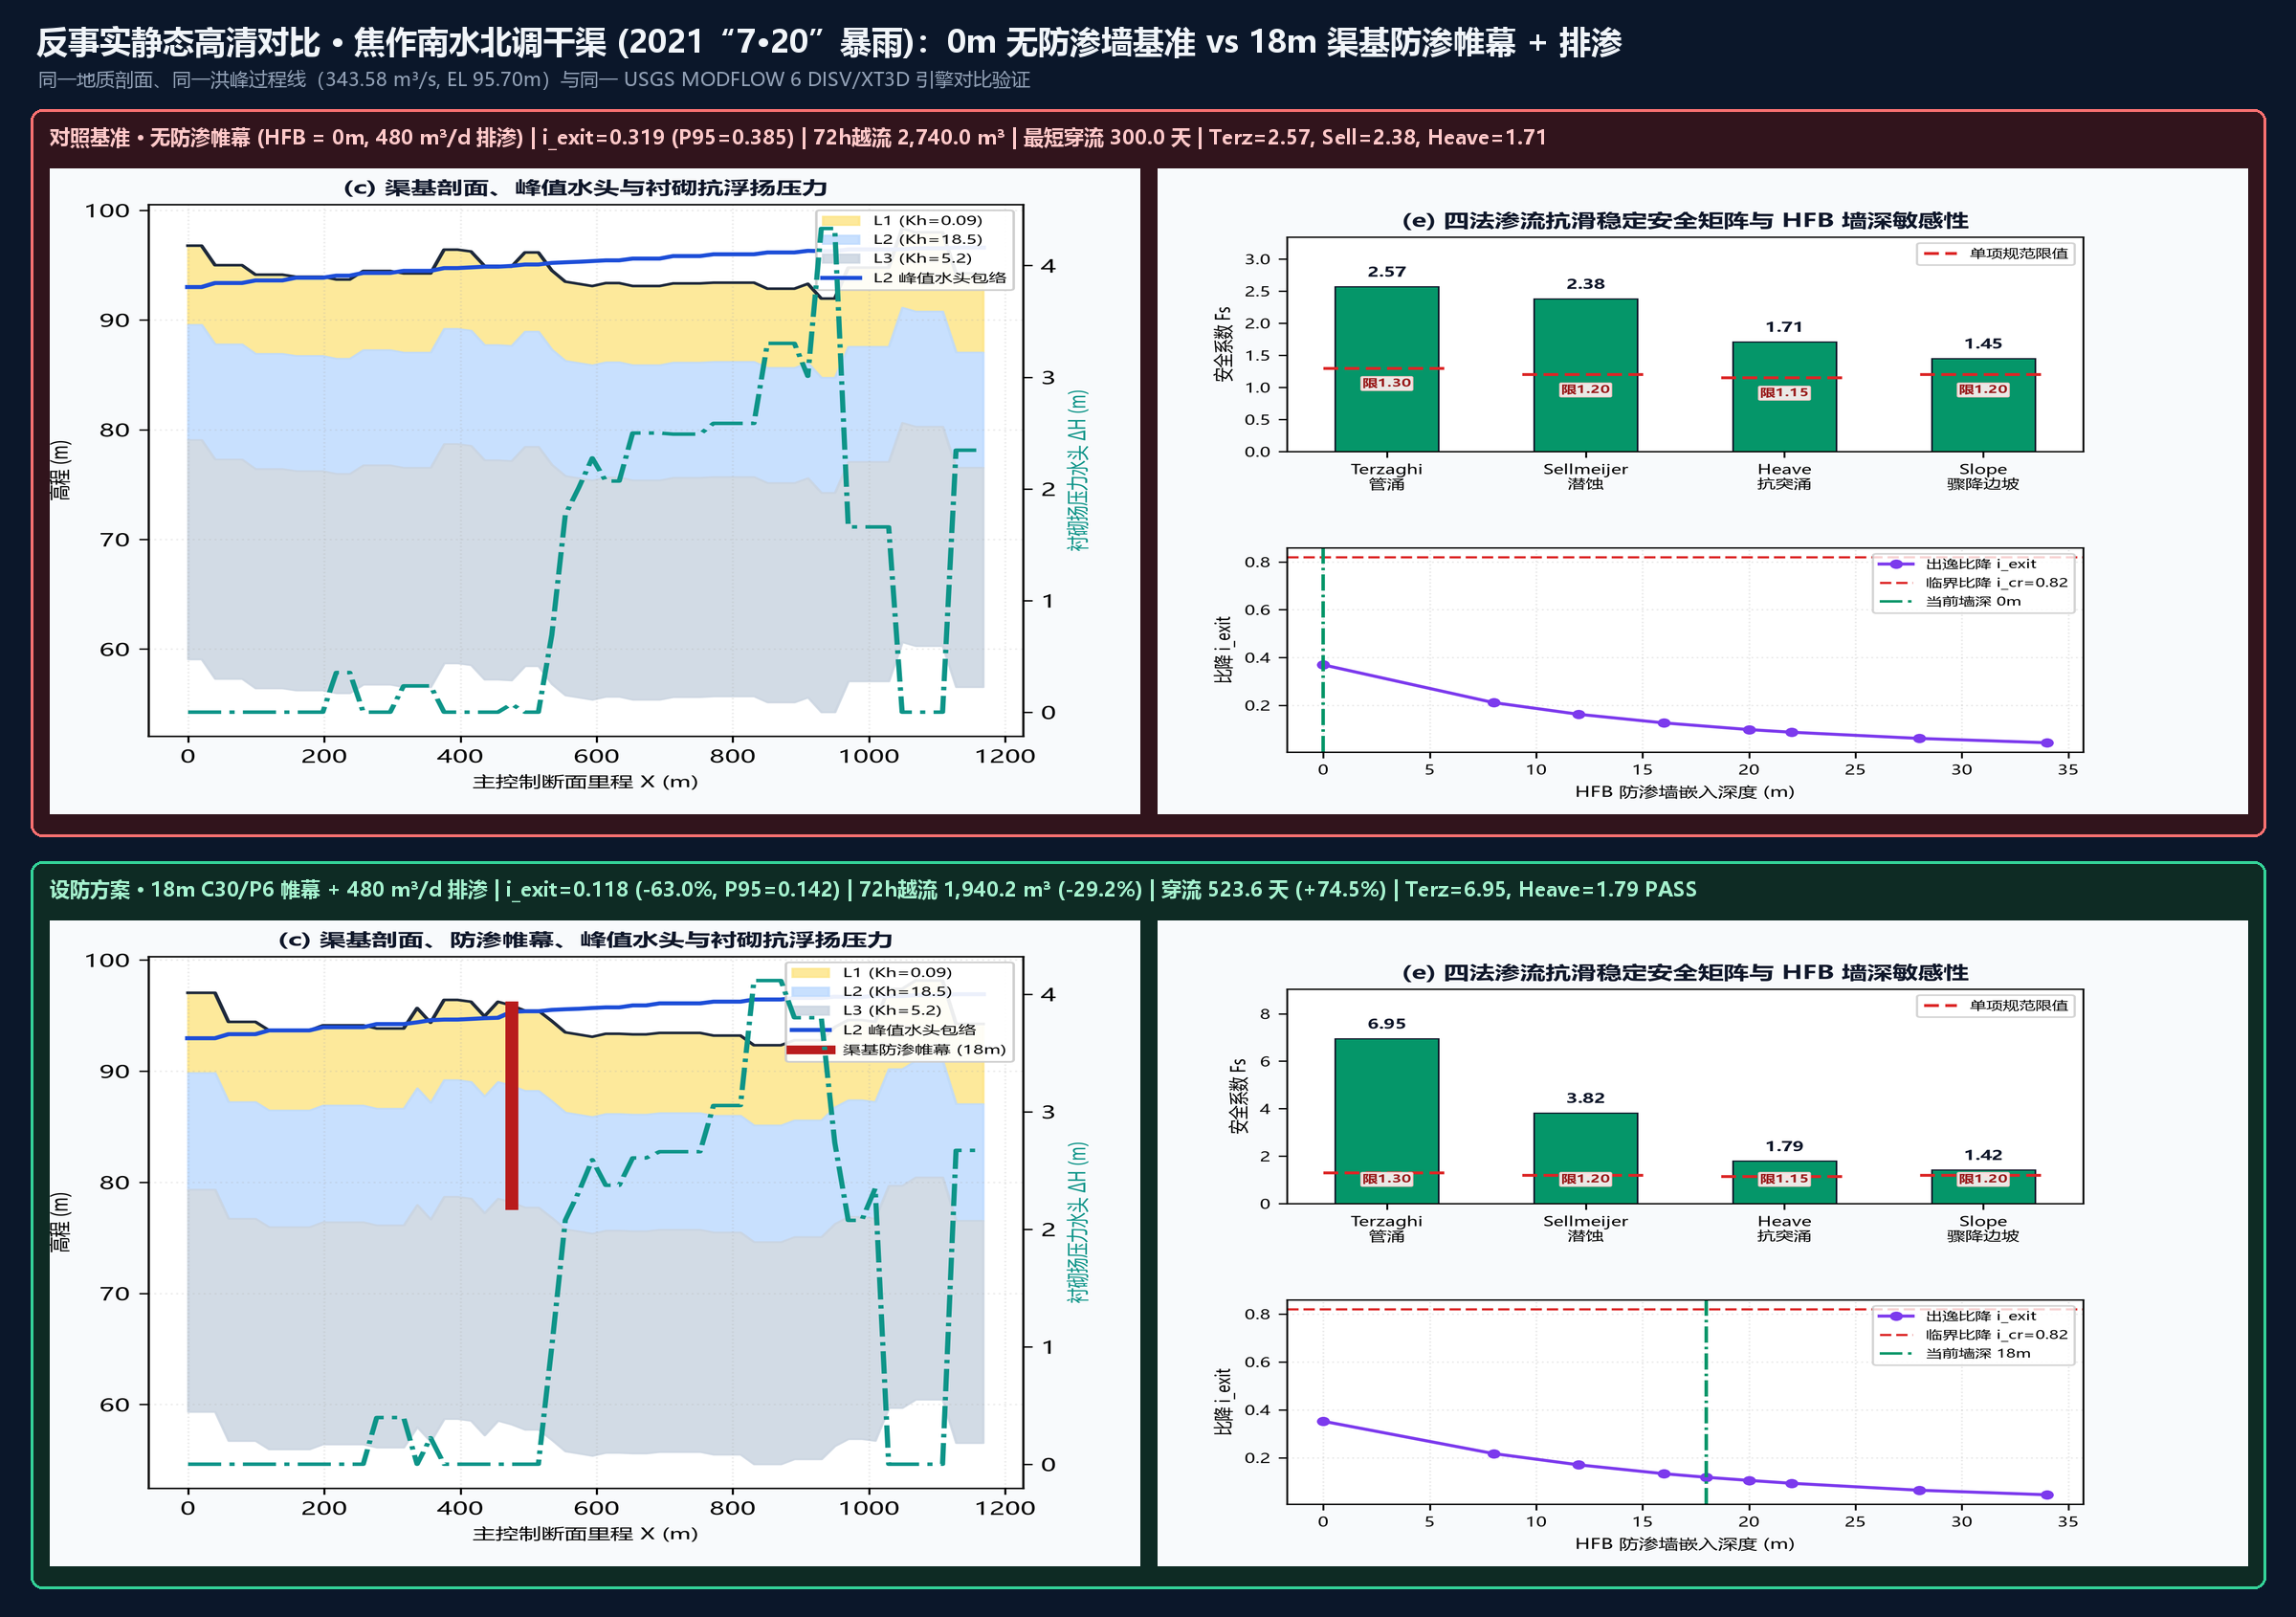 反事实静态高清对比 • 焦作南水北调干渠 (2021 “7•20” 暴雨)：0m 无防渗墙基准 vs 18m 渠基防渗帷幕 + 排渗
同一地质剖面、同一洪峰过程线（343.58 m³/s, EL 95.70m）与同一 USGS MODFLOW 6 DISV/XT3D 引擎对比验证
对照基准 • 无防渗帷幕 (HFB = 0m, 480 m³/d 排渗) | i_exit=0.319 (P95=0.385) | 72h越流 2,740.0 m³ | 最短穿流 300.0 天 | Terz=2.57, Sell=2.38, Heave=1.71
(c) 渠基剖面、峰值水头与衬砌抗浮扬压力
L1 (Kh=0.09)
L2 (Kh=18.5)
L3 (Kh=5.2)
L2 峰值水头包络
100
90
80
70
60
高程 (m)
4
3
2
1
0
衬砌扬压力水头 ΔH (m)
0 200 400 600 800 1000 1200
主控制断面里程 X (m)
(e) 四法渗流抗滑稳定安全矩阵与 HFB 墙深敏感性
单项规范限值
3.0
2.5
2.0
1.5
1.0
0.5
0.0
安全系数 Fs
2.57
2.38
1.71
1.45
限1.30
限1.20
限1.15
限1.20
Terzaghi
管涌
Sellmeijer
潜蚀
Heave
抗突涌
Slope
骤降边坡
0.8
0.6
0.4
0.2
比降 i_exit
出逸比降 i_exit
临界比降 i_cr=0.82
当前墙深 0m
0 5 10 15 20 25 30 35
HFB 防渗墙嵌入深度 (m)
设防方案 • 18m C30/P6 帷幕 + 480 m³/d 排渗 | i_exit=0.118 (-63.0%, P95=0.142) | 72h越流 1,940.2 m³ (-29.2%) | 穿流 523.6 天 (+74.5%) | Terz=6.95, Heave=1.79 PASS
(c) 渠基剖面、防渗帷幕、峰值水头与衬砌抗浮扬压力
L1 (Kh=0.09)
L2 (Kh=18.5)
L3 (Kh=5.2)
L2 峰值水头包络
渠基防渗帷幕 (18m)
100
90
80
70
60
高程 (m)
4
3
2
1
0
衬砌扬压力水头 ΔH (m)
0 200 400 600 800 1000 1200
主控制断面里程 X (m)
(e) 四法渗流抗滑稳定安全矩阵与 HFB 墙深敏感性
单项规范限值
8
6
4
2
0
安全系数 Fs
6.95
3.82
1.79
1.42
限1.30
限1.20
限1.15
限1.20
Terzaghi
管涌
Sellmeijer
潜蚀
Heave
抗突涌
Slope
骤降边坡
0.8
0.6
0.4
0.2
比降 i_exit
出逸比降 i_exit
临界比降 i_cr=0.82
当前墙深 18m
0 5 10 15 20 25 30 35
HFB 防渗墙嵌入深度 (m)